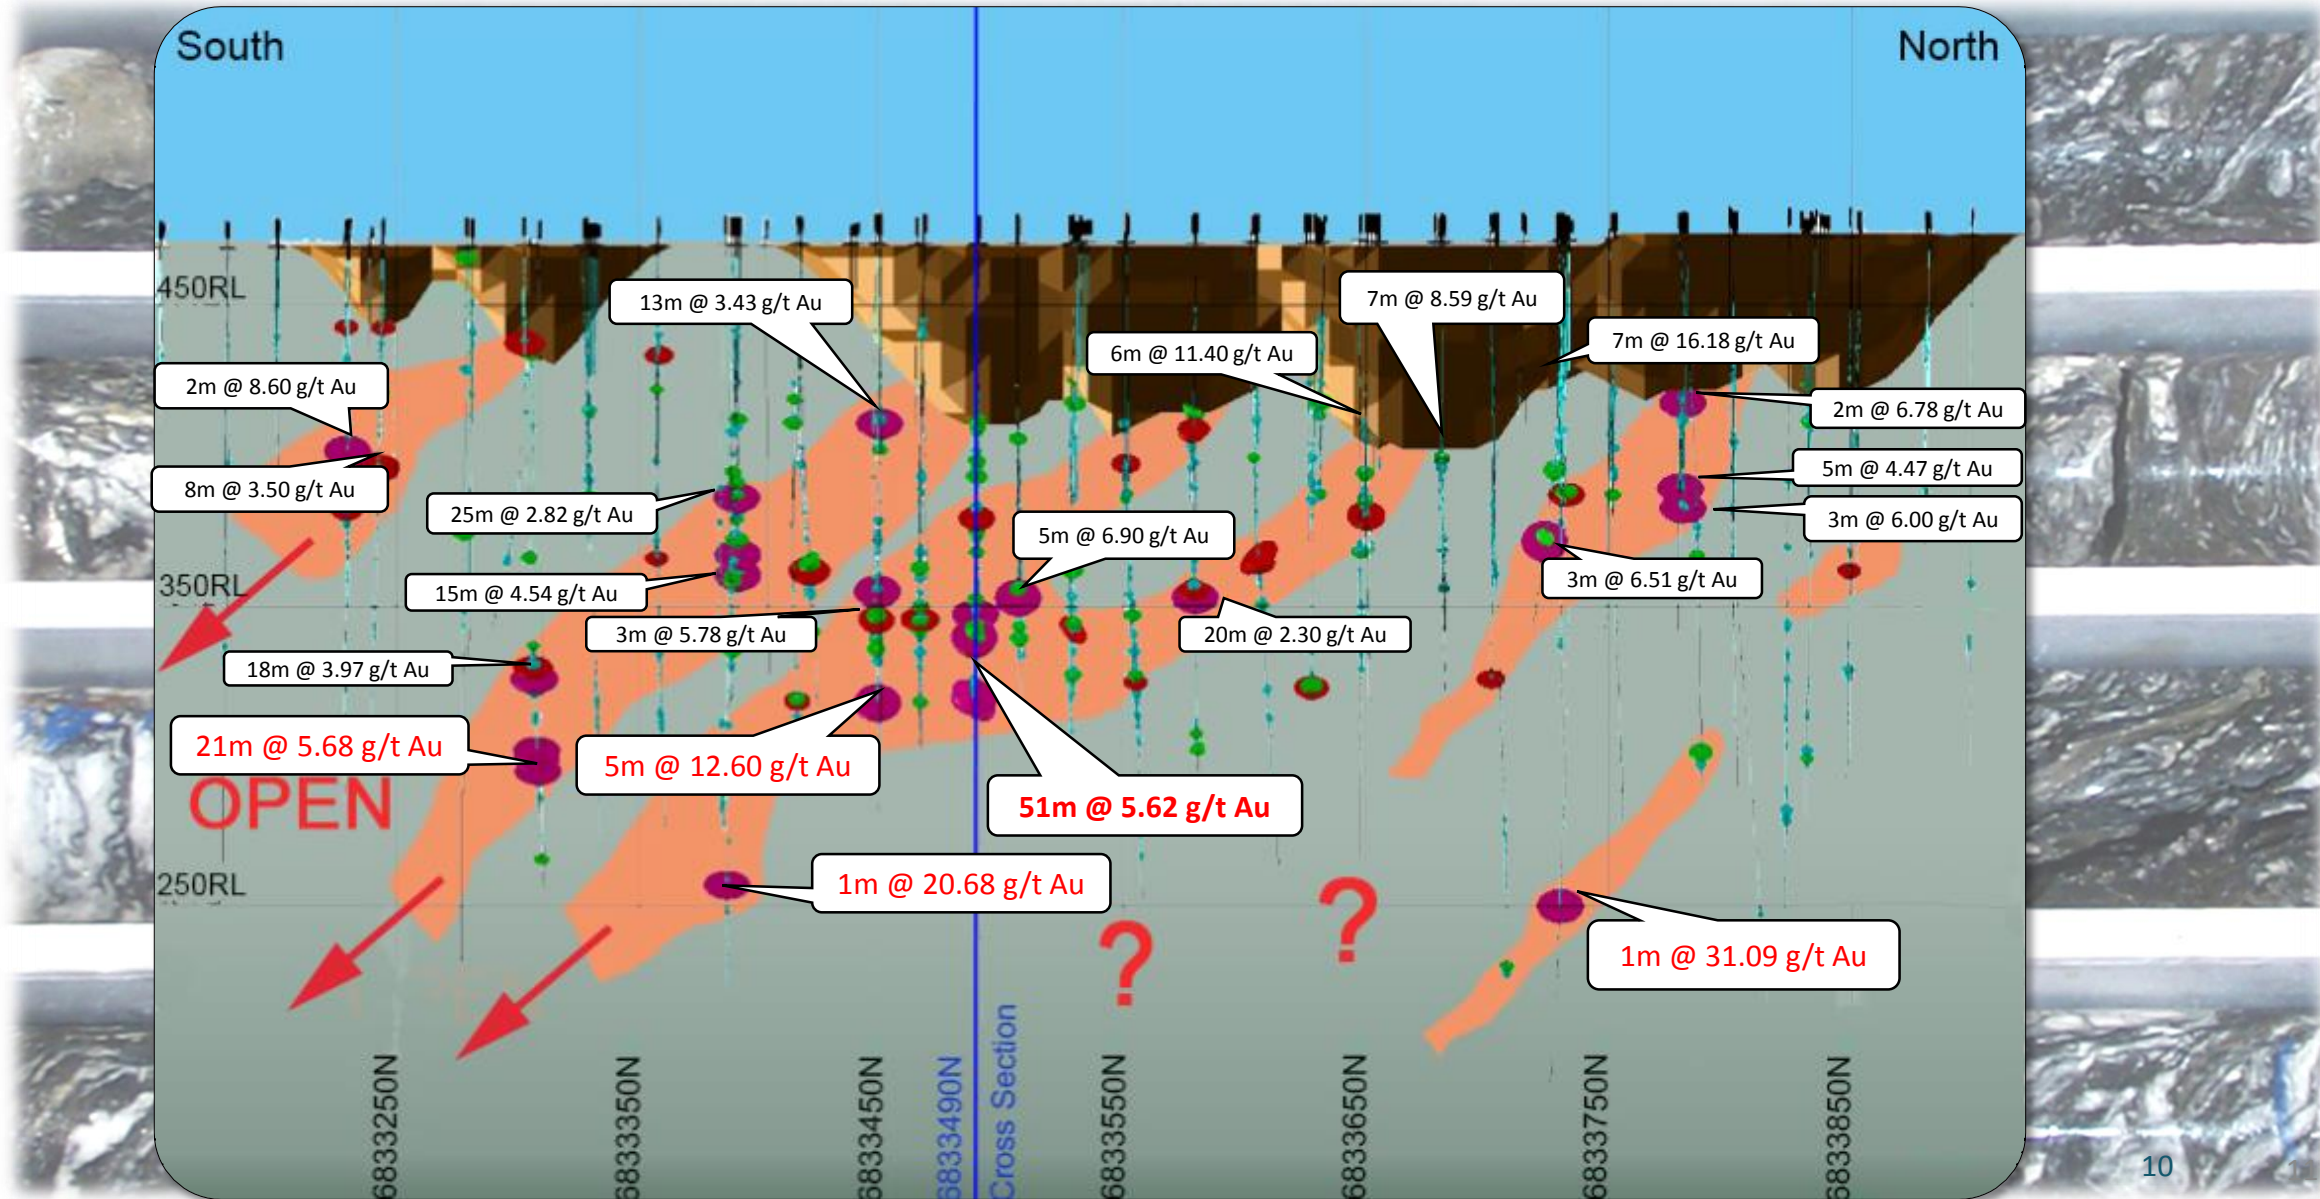 South
North
450RL
13m @ 3.43 g/t Au
7m @ 8.59 g/t Au
6m @ 11.40 g/t Au
7m @ 16.18 g/t Au
2m @ 8.60 g/t Au
2m @ 6.78 g/t Au
8m @ 3.50 g/t Au
5m @ 4.47 g/t Au
25m @ 2.82 g/t Au
3m @ 6.00 g/t Au
5m @ 6.90 g/t Au
350RL
15m @ 4.54 g/t Au
3m @ 6.51 g/t Au
3m @ 5.78 g/t Au
20m @ 2.30 g/t Au
18m @ 3.97 g/t Au
21m @ 5.68 g/t Au
5m @ 12.60 g/t Au
OPEN
51m @ 5.62 g/t Au
250RL
1m @ 20.68 g/t Au
?
?
1m @ 31.09 g/t Au
6833250N
6833350N
6833450N
6833490N
Cross Section
6833550N
6833650N
6833750N
6833850N
10